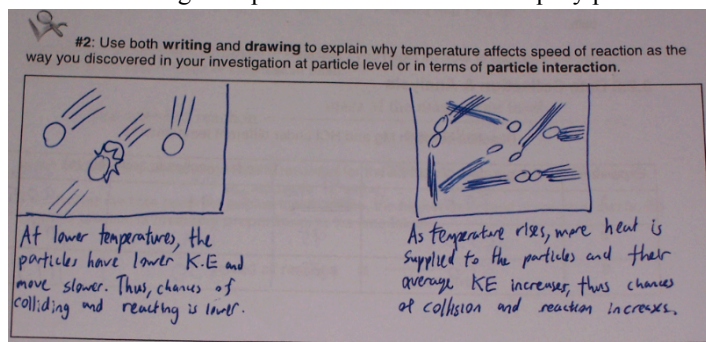 #2: Use both writing and drawing to explain why temperature affects speed of reaction as the
way you discovered in your investigation at particle level or in terms of particle interaction.
At lower temperatures, the
particles have lower K.E and
move slower. Thus, chances of
colliding and reacting is lower.
As temperature rises, more heat is
supplied to the particles and their
average KE increases, thus chances
of collision and reaction increases.